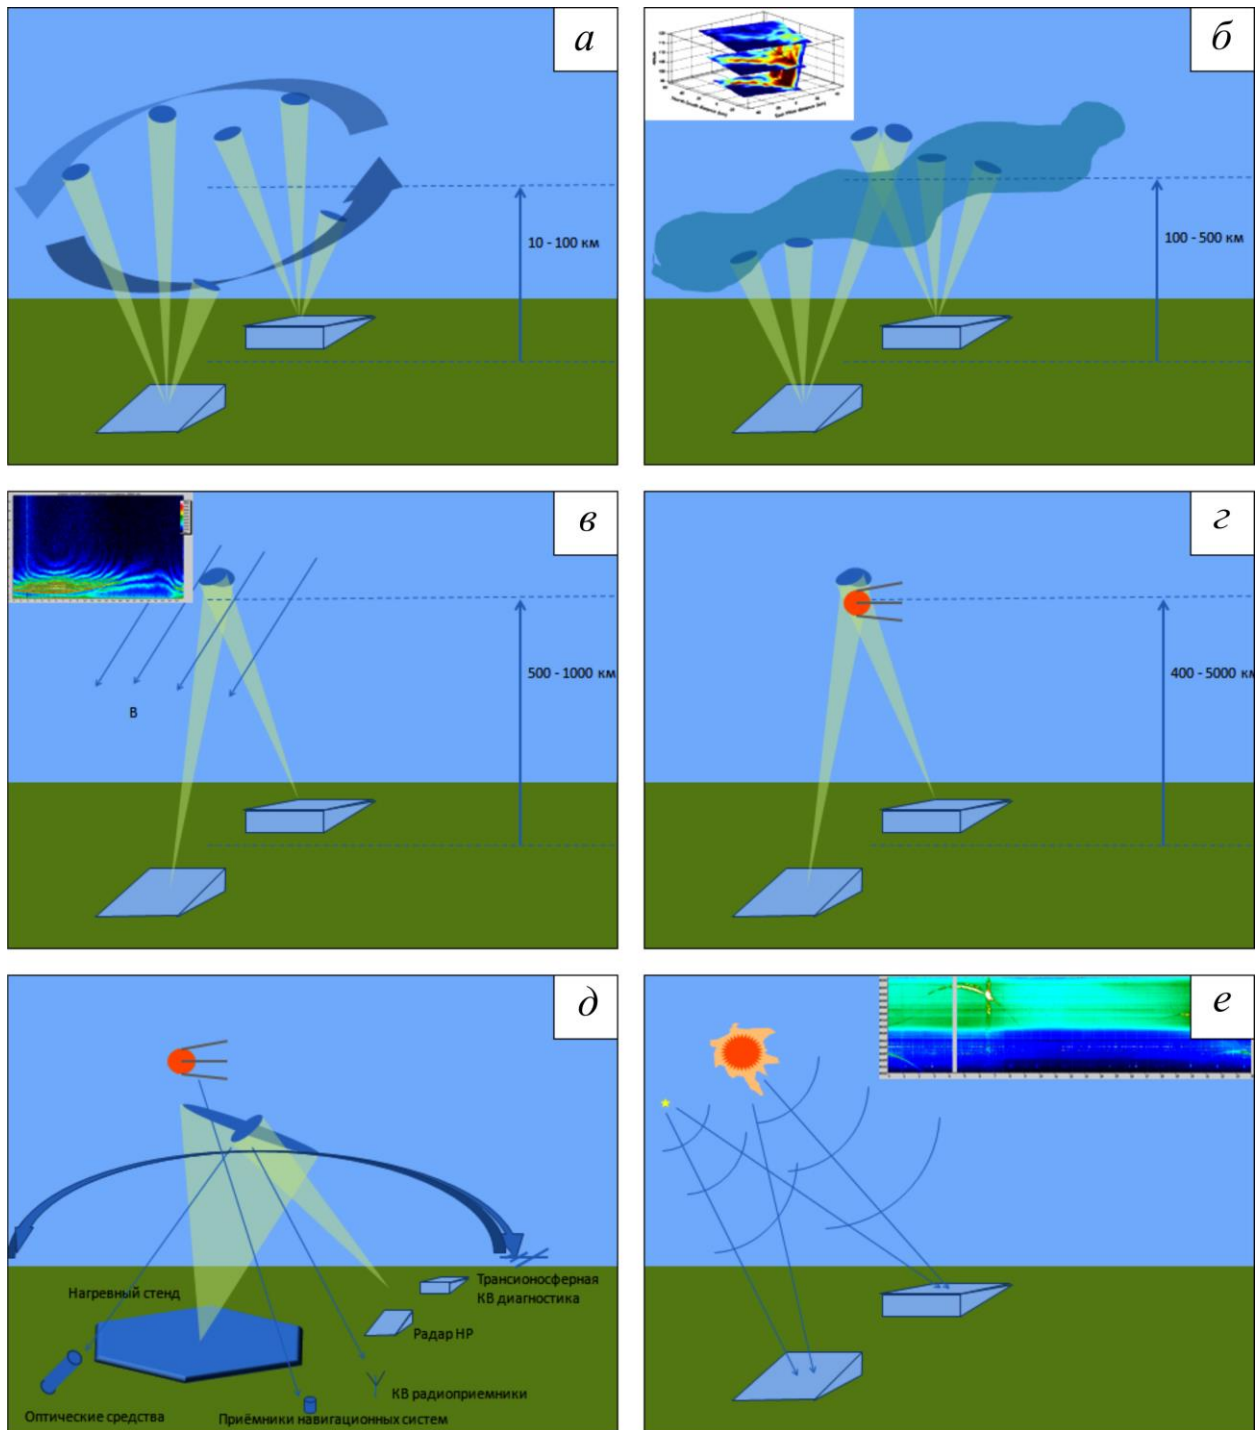 а
10 - 100 км
б
100 - 500 км
в
B
500 - 1000 км
г
400 - 5000 км
д
Нагревный стенд
Трансионосферная
КВ диагностика
Радар НР
КВ радиоприемники
Оптические средства
Приёмники навигационных систем
е